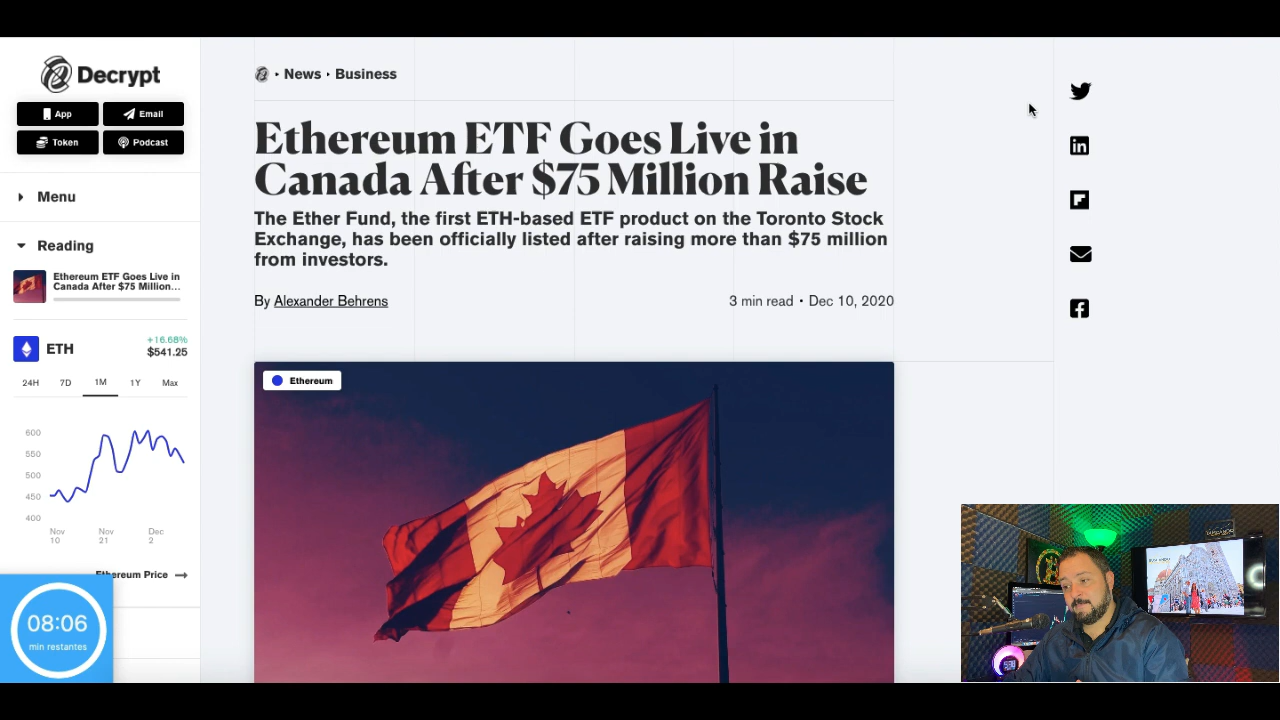 Decrypt
App
Email
Token
Podcast
Menu
Reading
Ethereum ETF Goes Live in
Canada After $75 Million...
ETH
+16.68%
$541.25
24H 7D 1M 1Y Max
600
550
500
450
400
Nov
10
Nov
21
Dec
2
Ethereum Price
08:06
min restantes
News Business
Ethereum ETF Goes Live in
Canada After $75 Million Raise
The Ether Fund, the first ETH-based ETF product on the Toronto Stock
Exchange, has been officially listed after raising more than $75 million
from investors.
By Alexander Behrens
3 min read • Dec 10, 2020
Ethereum